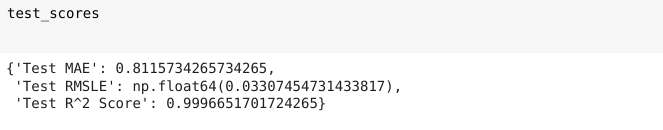 test_scores
{'Test MAE': 0.8115734265734265,
'Test RMSLE': np.float64(0.03307454731433817),
'Test R^2 Score': 0.9996651701724265}